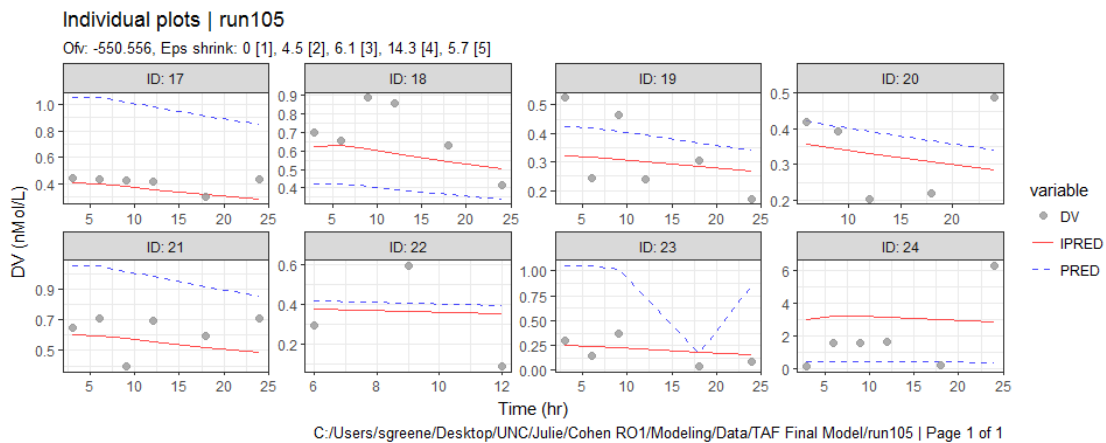 Individual plots | run105
Ofv: -550.556, Eps shrink: 0 [1], 4.5 [2], 6.1 [3], 14.3 [4], 5.7 [5]
ID: 17 ID: 18 ID: 19 ID: 20
1.0 0.8 0.6 0.4
0.9 0.8 0.7 0.6 0.5 0.4
0.5 0.4 0.3 0.2
0.5 0.4 0.3 0.2
5 10 15 20 25
5 10 15 20 25
5 10 15 20 25
10 15 20
ID: 21 ID: 22 ID: 23 ID: 24
0.9 0.7 0.5
0.6 0.4 0.2
1.00 0.75 0.50 0.25 0.00
6 4 2 0
5 10 15 20 25
6 8 10 12
5 10 15 20 25
5 10 15 20 25
DV (nMol/L)
Time (hr)
variable
DV
IPRED
PRED
C:/Users/sgreene/Desktop/UNC/Julie/Cohen RO1/Modeling/Data/TAF Final Model/run105 | Page 1 of 1